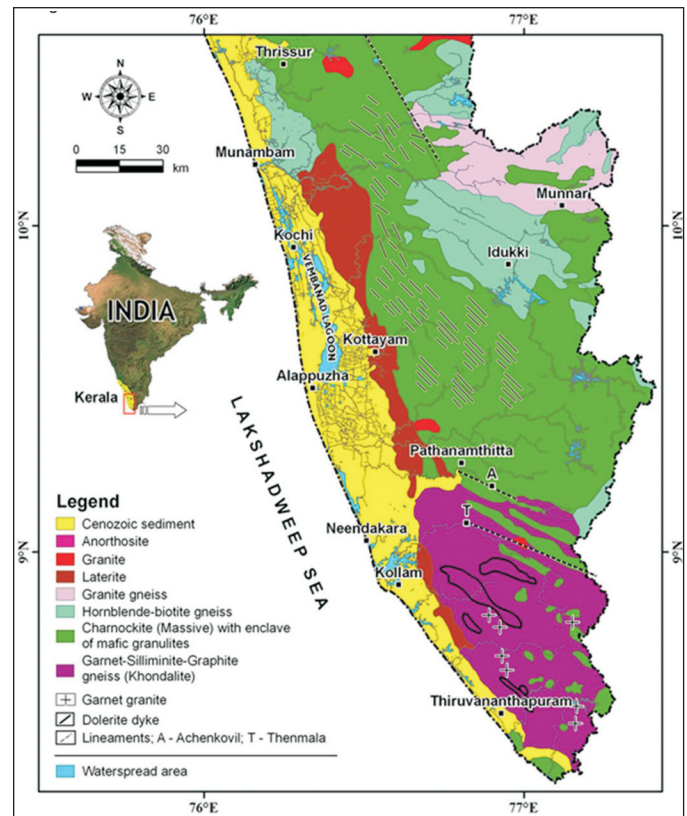 76°E 77°E
Thrissur
N
W E
S
0 15 30
km
Munambam
Munnar
10°N 10°N
Kochi
Idukki
VEMBANAD LAGOON
INDIA
Kottayam
Alappuzha
Kerala
LAKSHADWEEP SEA
Pathanamthitta
A
T
Neendakara
9°N 9°N
Kollam
Legend
Cenozoic sediment
Anorthosite
Granite
Laterite
Granite gneiss
Hornblende-biotite gneiss
Charnockite (Massive) with enclave
of mafic granulites
Garnet-Silliminite-Graphite
gneiss (Khondalite)
Garnet granite
Dolerite dyke
Lineaments; A - Achenkovil; T - Thenmala
Waterspread area
Thiruvananthapuram
76°E 77°E